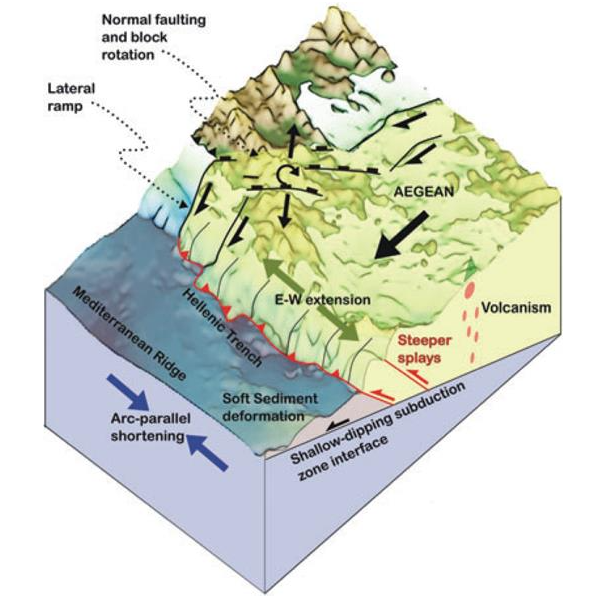 Normal faulting
and block
rotation
Lateral
ramp
AEGEAN
E-W extension
Volcanism
Mediterranean Ridge
Hellenic Trench
Steeper
splays
Soft Sediment
deformation
Arc-parallel
shortening
Shallow-dipping subduction
zone interface